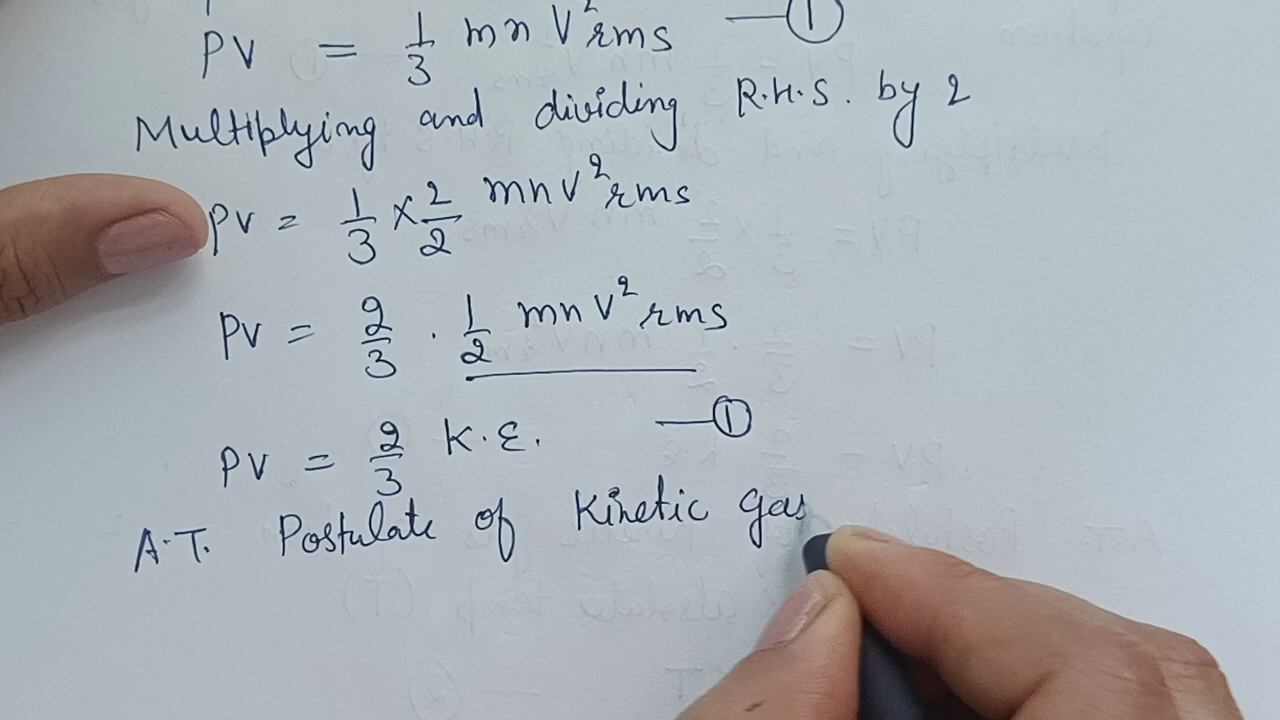 PV = 1/3 mn V²rms —①
Multiplying and dividing R.H.S. by 2
PV = 1/3 × 2/2 mnV²rms
PV = 2/3 · 1/2 mnV²rms
PV = 2/3 K.E. —①
A.T. Postulate of Kinetic gas